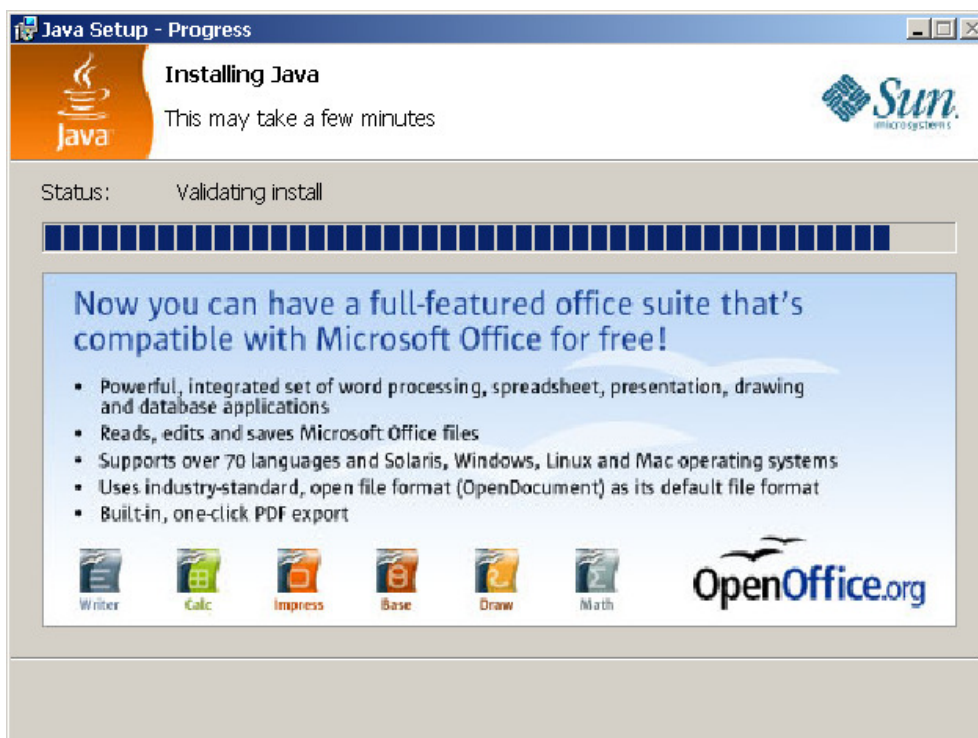 Java Setup - Progress
Java
Installing Java
This may take a few minutes
Sun
microsystems
Status: Validating install
Now you can have a full-featured office suite that's
compatible with Microsoft Office for free!
• Powerful, integrated set of word processing, spreadsheet, presentation, drawing
and database applications
• Reads, edits and saves Microsoft Office files
• Supports over 70 languages and Solaris, Windows, Linux and Mac operating systems
• Uses industry-standard, open file format (OpenDocument) as its default file format
• Built-in, one-click PDF export
Writer Calc Impress Base Draw Math
OpenOffice.org